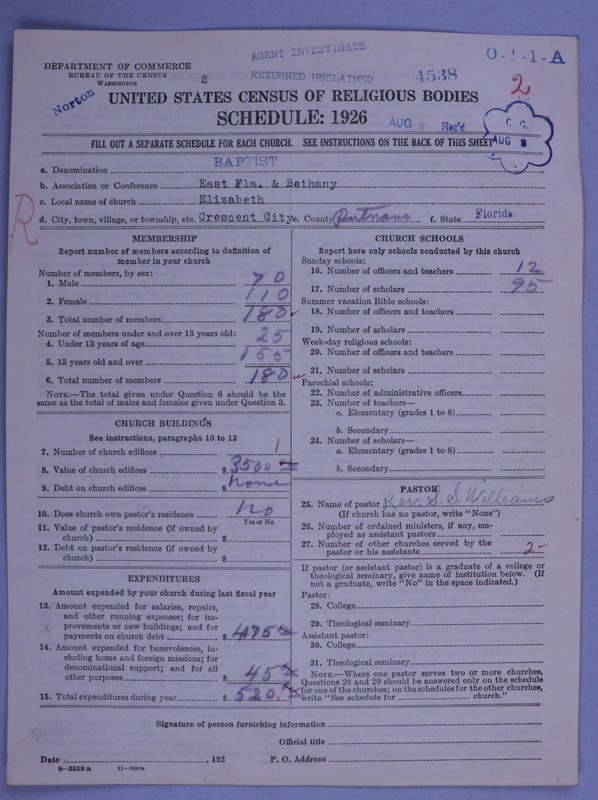 AGENT INVESTIGATE
O-1-1-A
DEPARTMENT OF COMMERCE
BUREAU OF THE CENSUS
WASHINGTON
2
RETURNED UNCLAIMED
4538
2
Norton
UNITED STATES CENSUS OF RELIGIOUS BODIES
SCHEDULE: 1926
AUG 8 Rec'd
C. C.
AUG 8
FILL OUT A SEPARATE SCHEDULE FOR EACH CHURCH. SEE INSTRUCTIONS ON THE BACK OF THIS SHEET
a. Denomination BAPTIST
b. Association or Conference East Fla. & Bethany
c. Local name of church Elizabeth
d. City, town, village, or township, etc. Crescent City e. County Putnam f. State Florida
R
MEMBERSHIP
Report number of members according to definition of
member in your church
Number of members, by sex:
1. Male 70
2. Female 110
3. Total number of members 180
Number of members under and over 13 years old:
4. Under 13 years of age 25
5. 13 years old and over 155
6. Total number of members 180
NOTE.—The total given under Question 6 should be the
same as the total of males and females given under Question 3.
CHURCH BUILDINGS
See instructions, paragraphs 10 to 12
7. Number of church edifices 1
8. Value of church edifices $ 3500
9. Debt on church edifices $ None
10. Does church own pastor's residence No
Yes or No
11. Value of pastor's residence (if owned by
church) $
12. Debt on pastor's residence (if owned by
church) $
EXPENDITURES
Amount expended by your church during last fiscal year
13. Amount expended for salaries, repairs,
and other running expenses; for im-
provements or new buildings; and for
payments on church debt $ 475
14. Amount expended for benevolences, in-
cluding home and foreign missions; for
denominational support; and for all
other purposes $ 45
15. Total expenditures during year $ 520
CHURCH SCHOOLS
Report here only schools conducted by this church
Sunday schools:
16. Number of officers and teachers 12
17. Number of scholars 95
Summer vacation Bible schools:
18. Number of officers and teachers
19. Number of scholars
Week-day religious schools:
20. Number of officers and teachers
21. Number of scholars
Parochial schools:
22. Number of administrative officers
23. Number of teachers—
a. Elementary (grades 1 to 8)
b. Secondary
24. Number of scholars—
a. Elementary (grades 1 to 8)
b. Secondary
PASTOR
25. Name of pastor Rev. S. S. Williams
(If church has no pastor, write "None")
26. Number of ordained ministers, if any, em-
ployed as assistant pastors
27. Number of other churches served by the
pastor or his assistants 2
If pastor (or assistant pastor) is a graduate of a college or
theological seminary, give name of institution below. (If
not a graduate, write "No" in the space indicated.)
Pastor:
28. College
29. Theological seminary
Assistant pastor:
30. College
31. Theological seminary
NOTE.—Where one pastor serves two or more churches,
Questions 28 and 29 should be answered only on the schedule
for one of the churches; on the schedules for the other churches,
write "See schedule for church."
Signature of person furnishing information
Official title
Date , 192 P. O. Address
8—5518 a